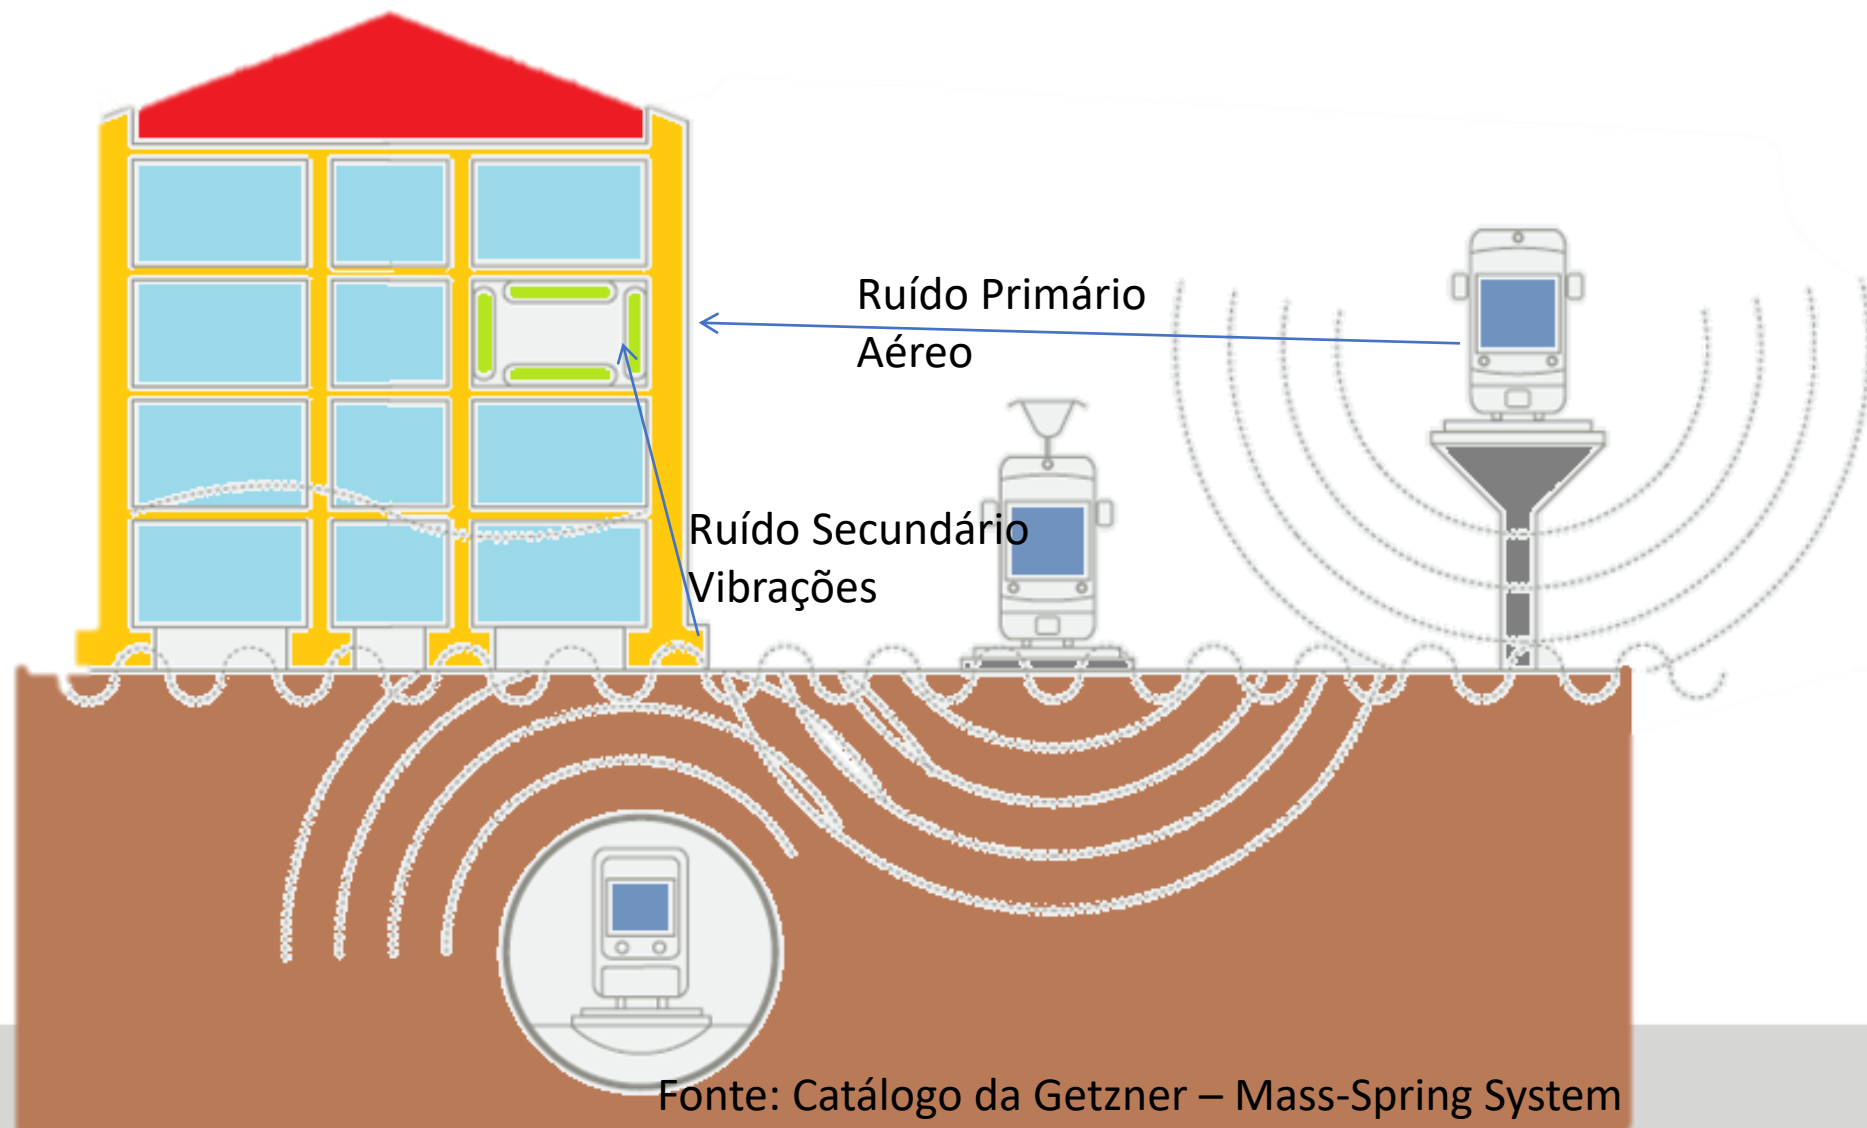 Ruído Primário
Aéreo
Ruído Secundário
Vibrações
Fonte: Catálogo da Getzner – Mass-Spring System